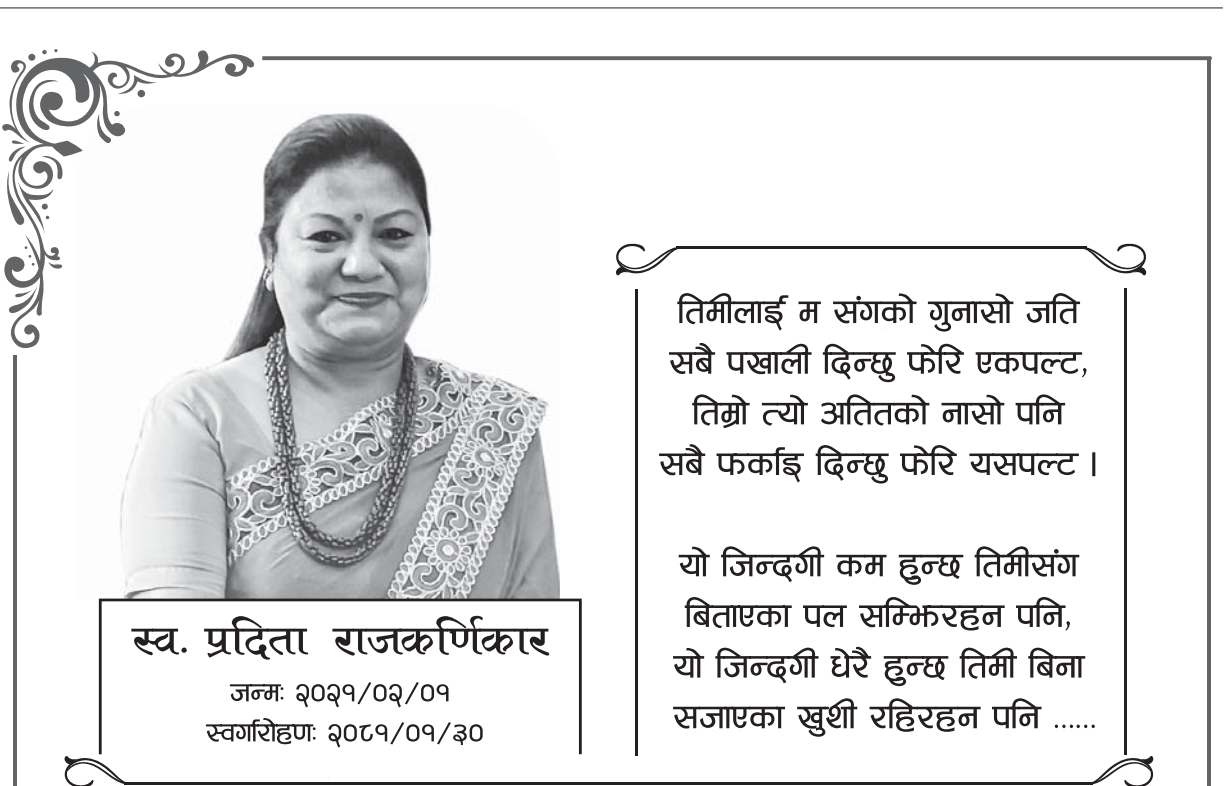 स्व. प्रदिता राजकर्णिकार
जन्मः २०२१/०२/०१
स्वर्गारोहणः २०८१/०१/३०
तिमीलाई म संगको गुनासो जति
सबै पखाली दिन्छु फेरि एकपल्ट,
तिम्रो त्यो अतितको नासो पनि
सबै फर्काइ दिन्छु फेरि यसपल्ट ।
यो जिन्दगी कम हुन्छ तिमीसंग
बिताएका पल सम्झिरहन पनि,
यो जिन्दगी धेरै हुन्छ तिमी बिना
सजाएका खुशी रहिरहन पनि ......